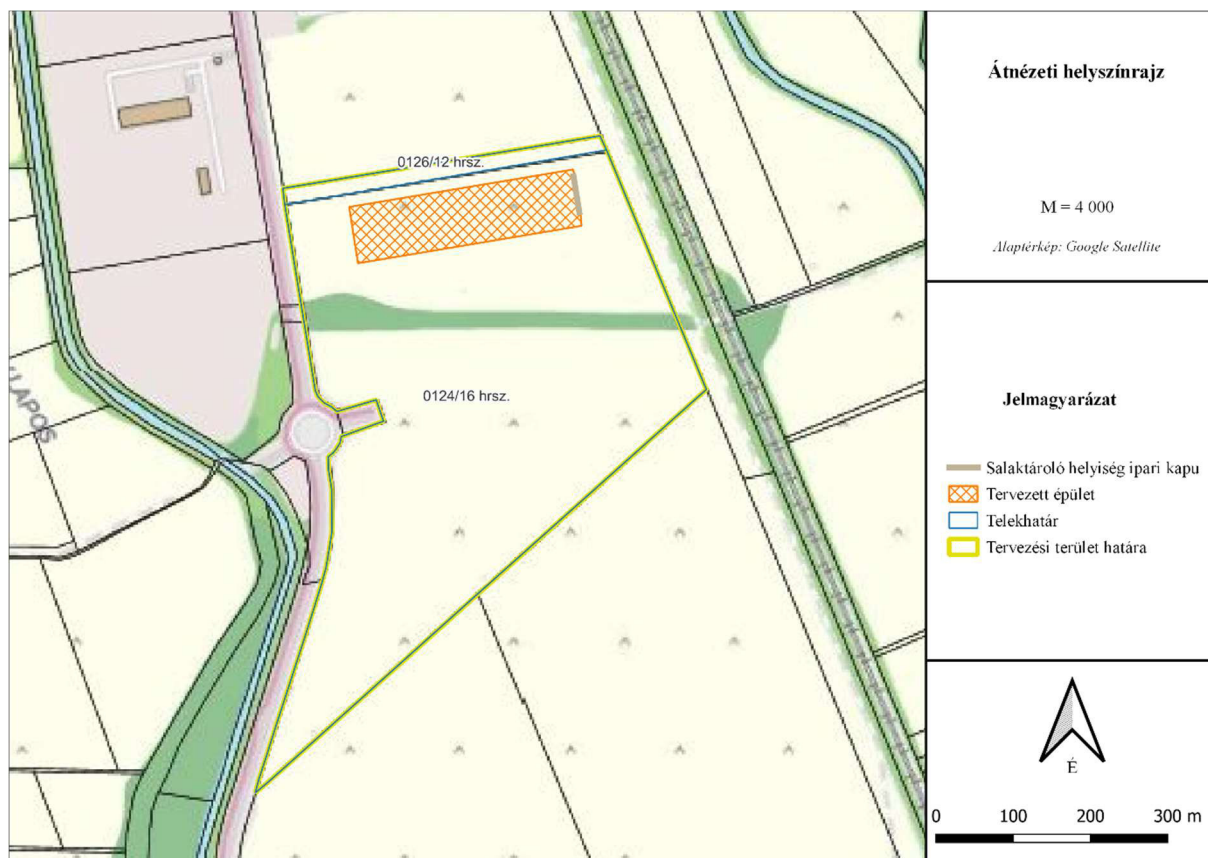 0126/12 hrsz.
0124/16 hrsz.
LAPOS
Átnézeti helyszínrajz
M = 4 000
Alaptérkép: Google Satellite
Jelmagyarázat
Salaktároló helyiség ipari kapu
Tervezett épület
Telekhatár
Tervezési terület határa
É
0 100 200 300 m